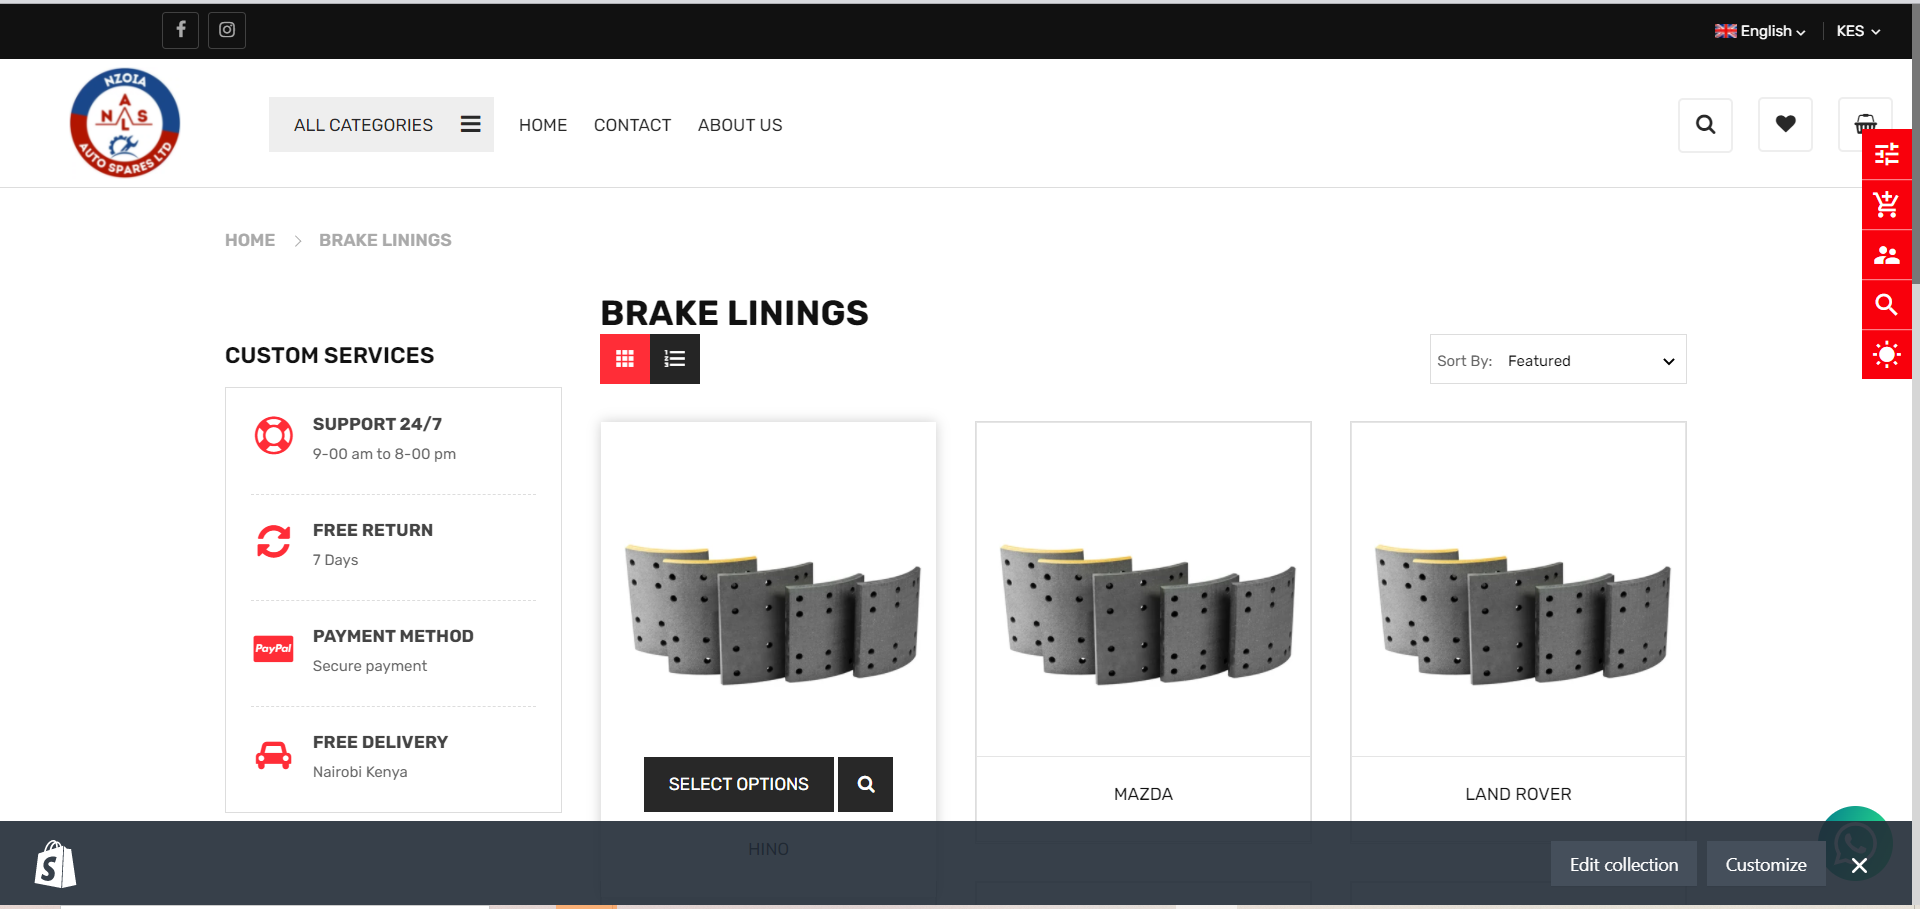 English
KES
NZOIA
A
N L S
AUTO SPARES LTD
ALL CATEGORIES
HOME
CONTACT
ABOUT US
HOME > BRAKE LININGS
BRAKE LININGS
CUSTOM SERVICES
Sort By: Featured
SUPPORT 24/7
9-00 am to 8-00 pm
FREE RETURN
7 Days
PayPal
PAYMENT METHOD
Secure payment
FREE DELIVERY
Nairobi Kenya
SELECT OPTIONS
HINO
MAZDA
LAND ROVER
Edit collection
Customize